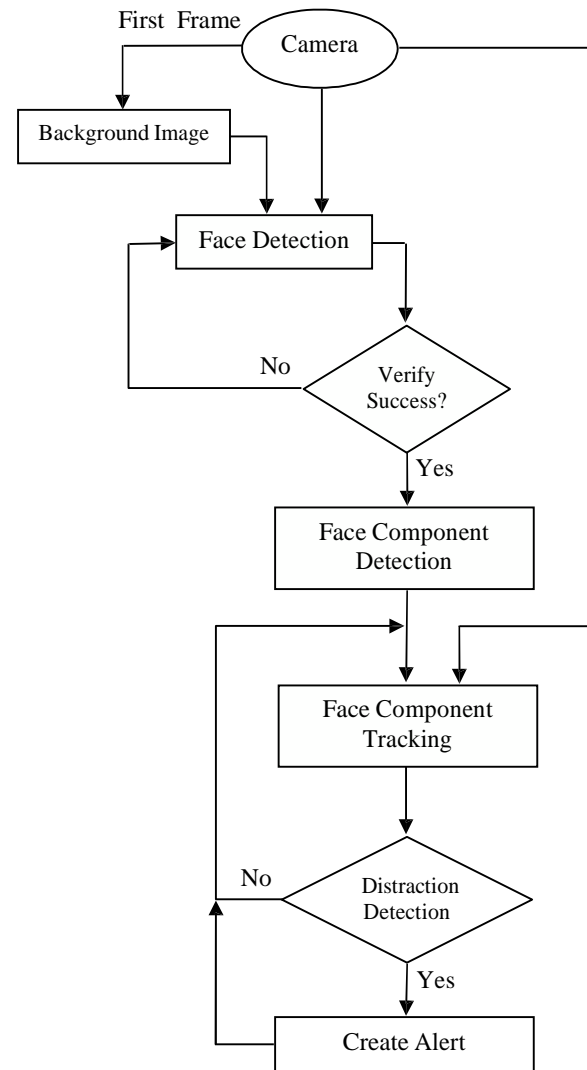 First Frame
Camera
Background Image
Face Detection
No
Verify
Success?
Yes
Face Component
Detection
Face Component
Tracking
No
Distraction
Detection
Yes
Create Alert